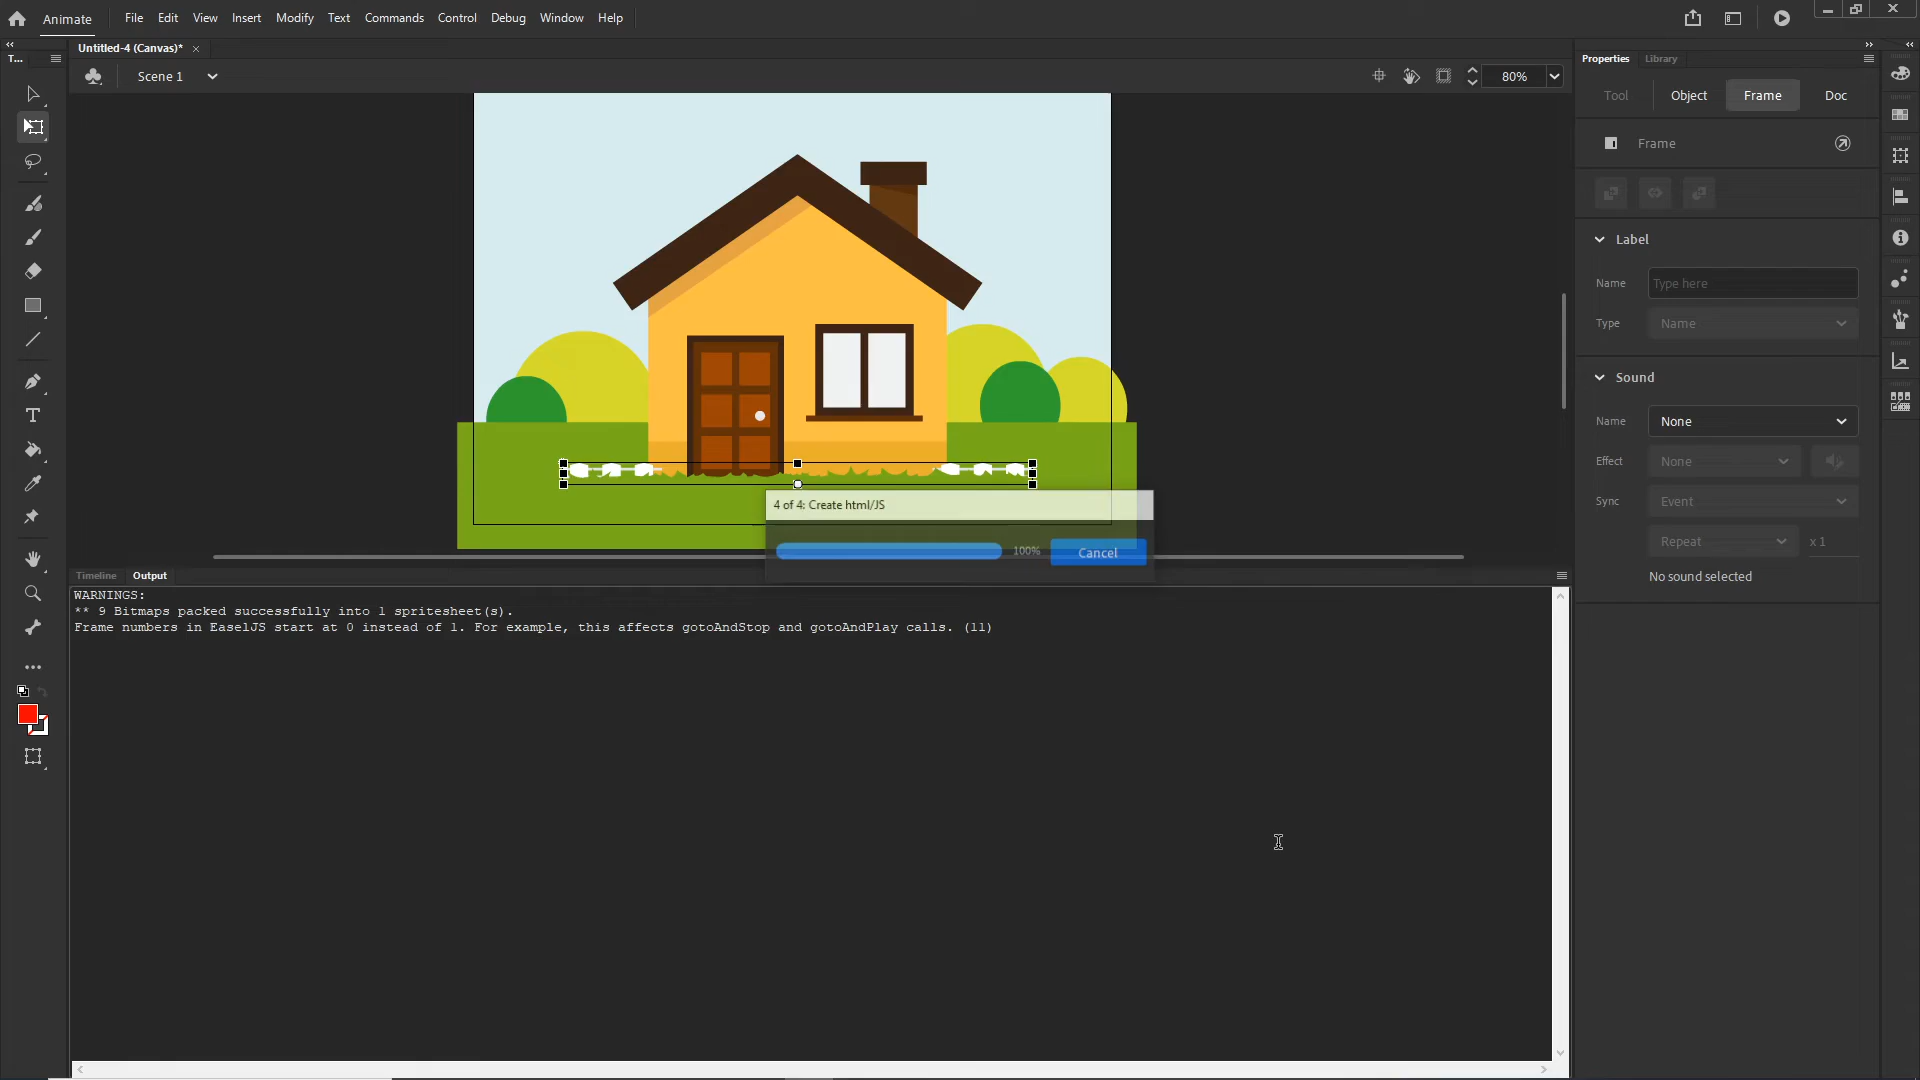 Animate
File Edit View Insert Modify Text Commands Control Debug Window Help
Untitled-4 (Canvas)* ×
T...
Properties Library
Scene 1
80%
Tool Object Frame Doc
Frame
Label
Name Type here
Type Name
Sound
Name None
Effect None
Sync Event
Repeat x 1
No sound selected
4 of 4: Create html/JS
100% Cancel
Timeline Output
WARNINGS:
** 9 Bitmaps packed successfully into 1 spritesheet(s).
Frame numbers in EaselJS start at 0 instead of 1. For example, this affects gotoAndStop and gotoAndPlay calls. (11)